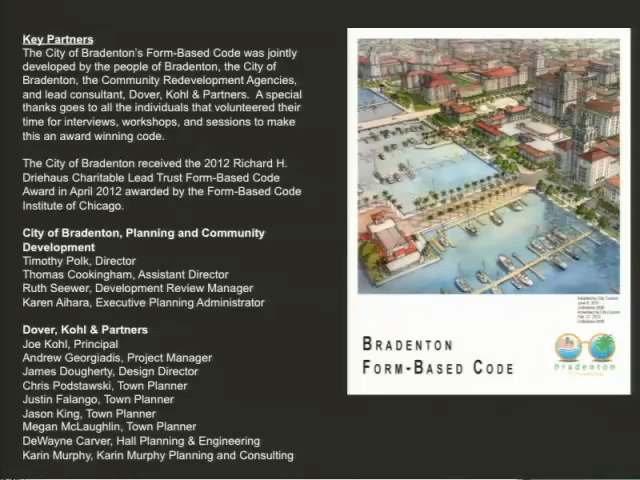 Key Partners
The City of Bradenton's Form-Based Code was jointly
developed by the people of Bradenton, the City of
Bradenton, the Community Redevelopment Agencies,
and lead consultant, Dover, Kohl & Partners.  A special
thanks goes to all the individuals that volunteered their
time for interviews, workshops, and sessions to make
this an award winning code.
The City of Bradenton received the 2012 Richard H.
Driehaus Charitable Lead Trust Form-Based Code
Award in April 2012 awarded by the Form-Based Code
Institute of Chicago.
City of Bradenton, Planning and Community
Development
Timothy Polk, Director
Thomas Cookingham, Assistant Director
Ruth Seewer, Development Review Manager
Karen Aihara, Executive Planning Administrator
Dover, Kohl & Partners
Joe Kohl, Principal
Andrew Georgiadis, Project Manager
James Dougherty, Design Director
Chris Podstawski, Town Planner
Justin Falango, Town Planner
Jason King, Town Planner
Megan McLaughlin, Town Planner
DeWayne Carver, Hall Planning & Engineering
Karin Murphy, Karin Murphy Planning and Consulting
Adopted by City Council
BRADENTON
FORM-BASED CODE
bradenton